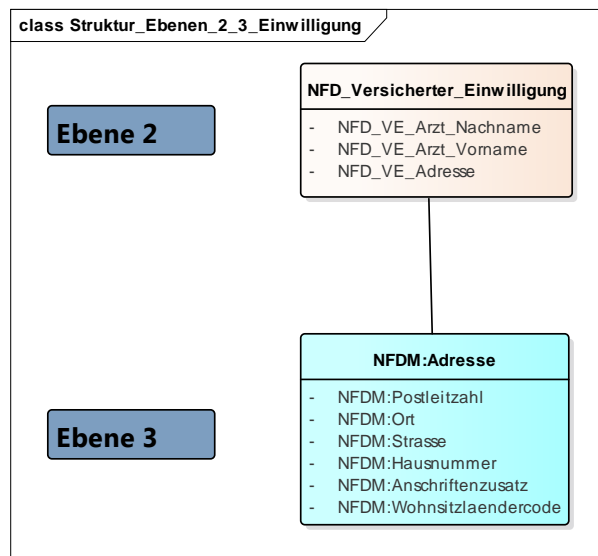 class Struktur_Ebenen_2_3_Einwilligung
Ebene 2
NFD_Versicherter_Einwilligung
- NFD_VE_Arzt_Nachname
- NFD_VE_Arzt_Vorname
- NFD_VE_Adresse
Ebene 3
NFDM:Adresse
- NFDM:Postleitzahl
- NFDM:Ort
- NFDM:Strasse
- NFDM:Hausnummer
- NFDM:Anschriftenzusatz
- NFDM:Wohnsitzlaendercode